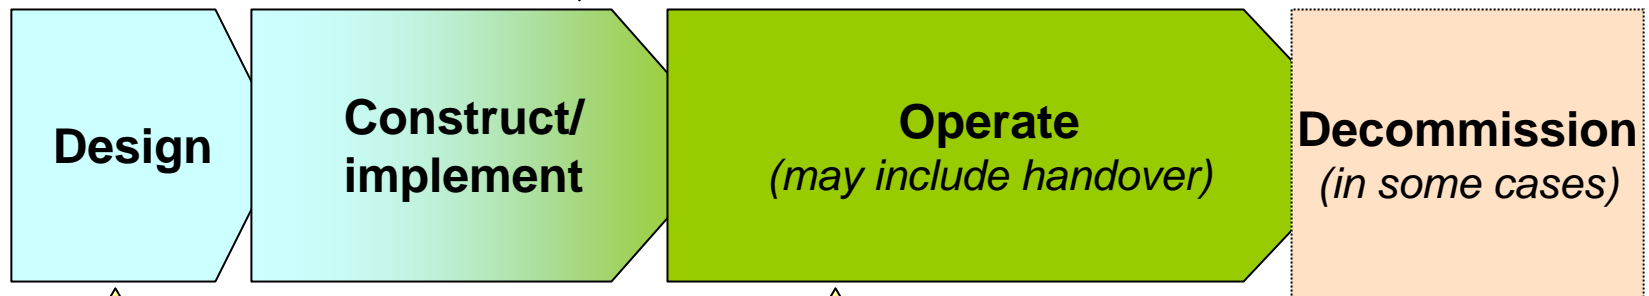 Design
Construct/
implement
Operate
(may include handover)
Decommission
(in some cases)